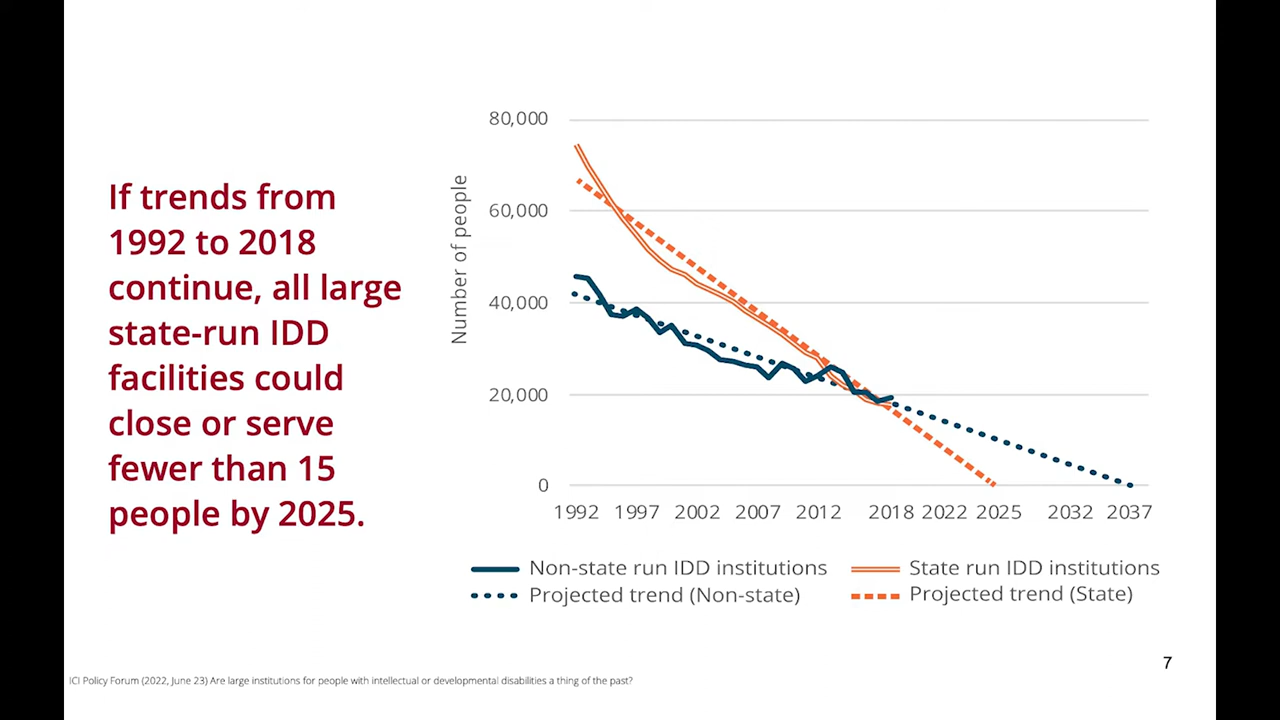 If trends from
1992 to 2018
continue, all large
state-run IDD
facilities could
close or serve
fewer than 15
people by 2025.
Number of people
80,000
60,000
40,000
20,000
0
1992 1997 2002 2007 2012 2018 2022 2025 2032 2037
Non-state run IDD institutions State run IDD institutions
Projected trend (Non-state) Projected trend (State)
7
ICI Policy Forum (2022, June 23) Are large institutions for people with intellectual or developmental disabilities a thing of the past?